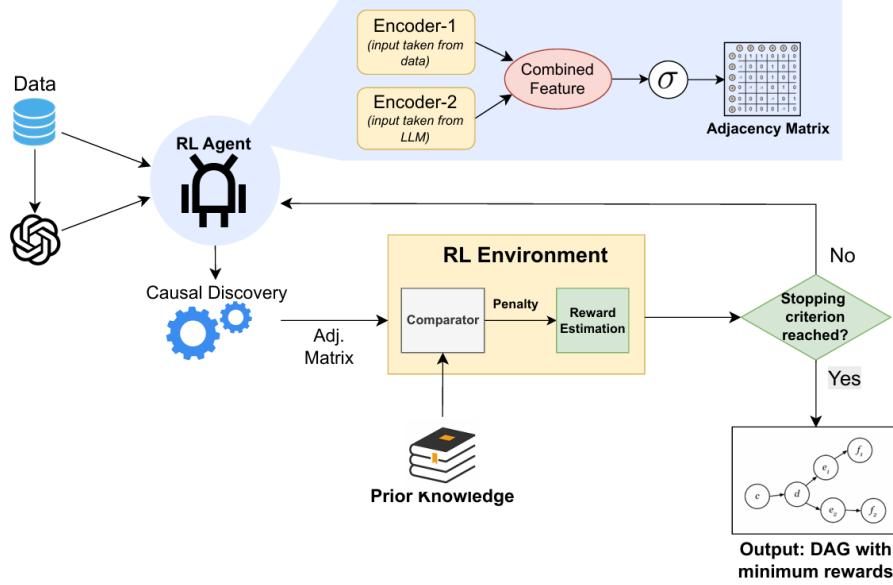 Encoder-1
(input taken from
data)
Encoder-2
(input taken from
LLM)
Combined
Feature
σ
Adjacency Matrix
Data
RL Agent
Causal Discovery
Adj.
Matrix
RL Environment
Comparator
Penalty
Reward
Estimation
Prior Knowledge
No
Stopping
criterion
reached?
Yes
c
d
e₁
f₁
e₂
f₂
Output: DAG with
minimum rewards